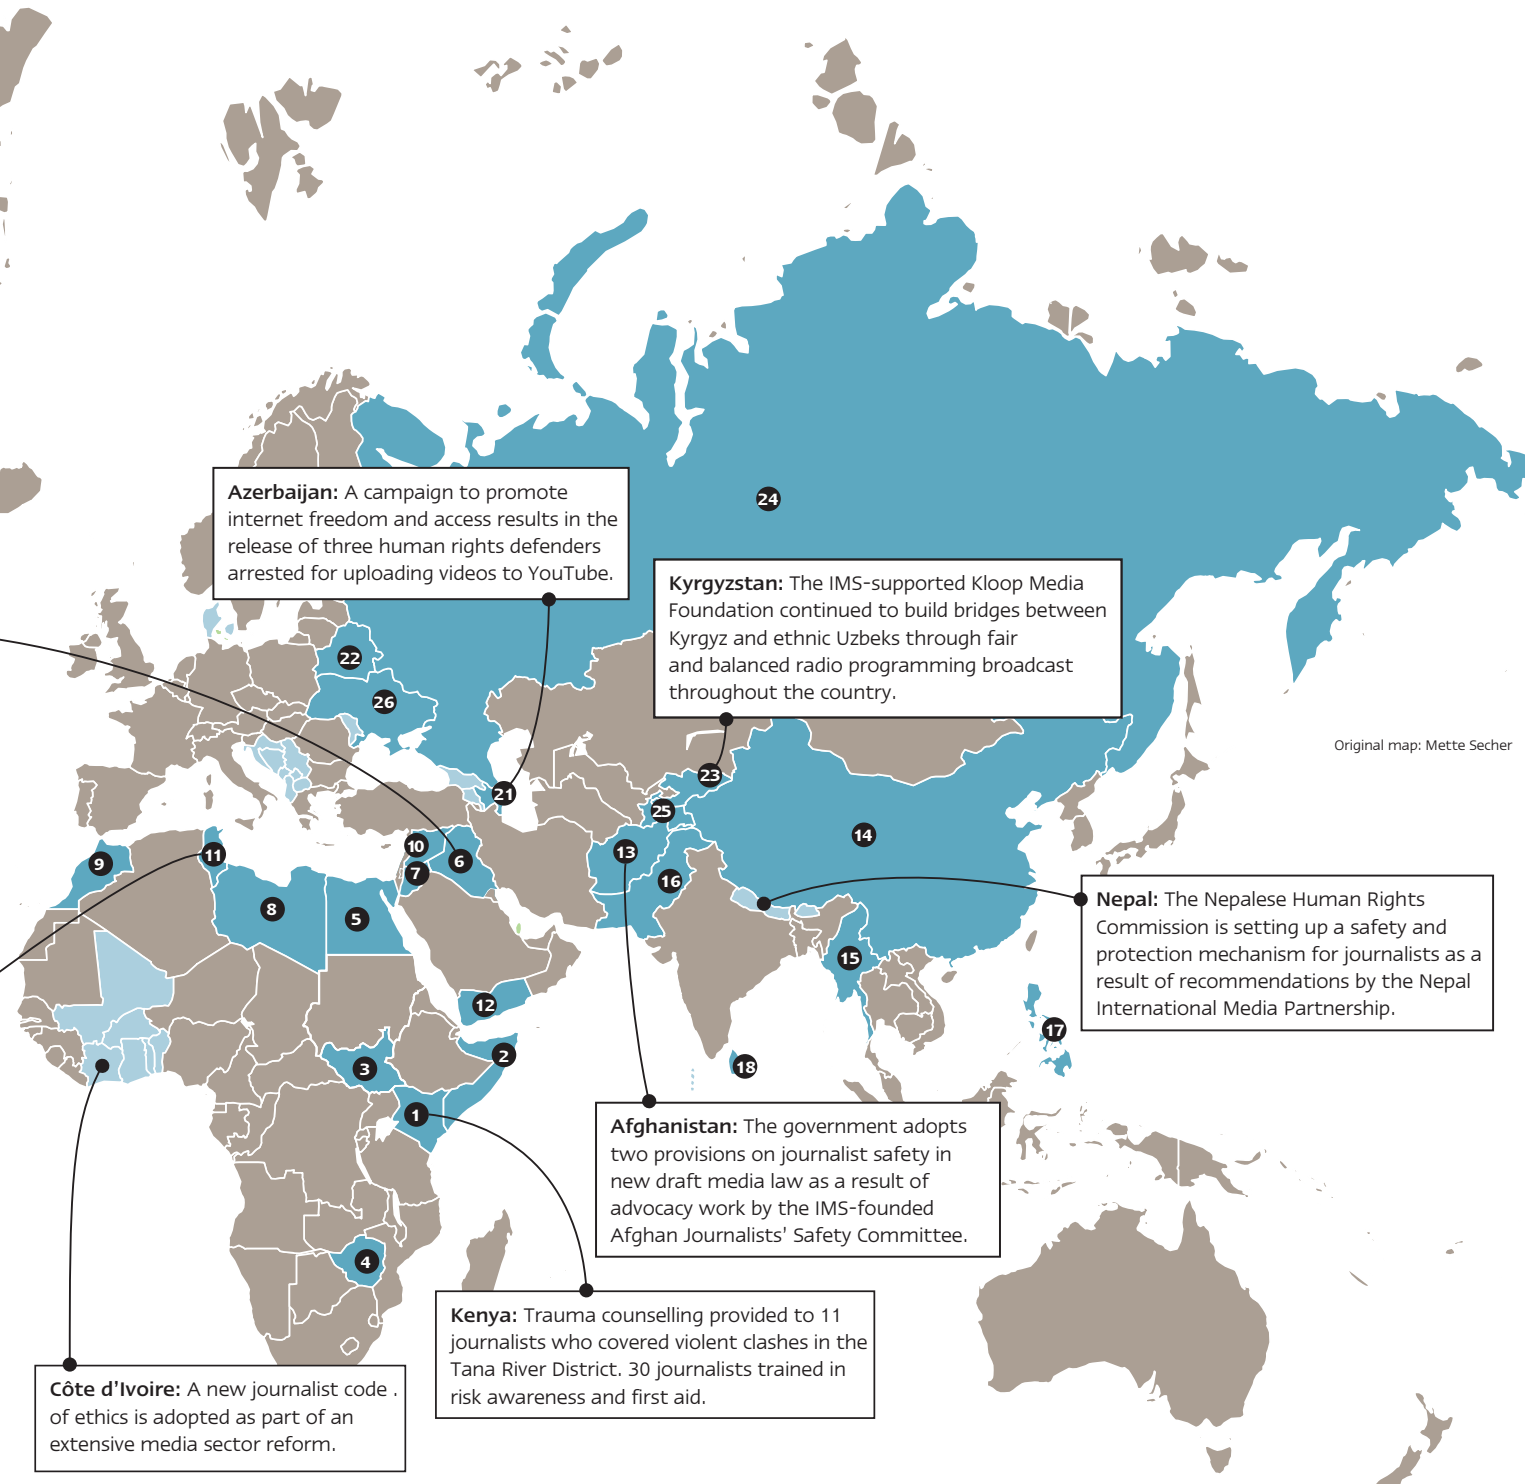 24
Azerbaijan: A campaign to promote
internet freedom and access results in the
release of three human rights defenders
arrested for uploading videos to YouTube.
Kyrgyzstan: The IMS-supported Kloop Media
Foundation continued to build bridges between
Kyrgyz and ethnic Uzbeks through fair
and balanced radio programming broadcast
throughout the country.
22
26
Original map: Mette Secher
23
21
25
14
10
13
11
9
6
7
16
8
5
Nepal: The Nepalese Human Rights
Commission is setting up a safety and
protection mechanism for journalists as a
result of recommendations by the Nepal
International Media Partnership.
15
12
17
2
18
3
1
Afghanistan: The government adopts
two provisions on journalist safety in
new draft media law as a result of
advocacy work by the IMS-founded
Afghan Journalists' Safety Committee.
4
Kenya: Trauma counselling provided to 11
journalists who covered violent clashes in the
Tana River District. 30 journalists trained in
risk awareness and first aid.
Côte d’Ivoire: A new journalist code .
of ethics is adopted as part of an
extensive media sector reform.